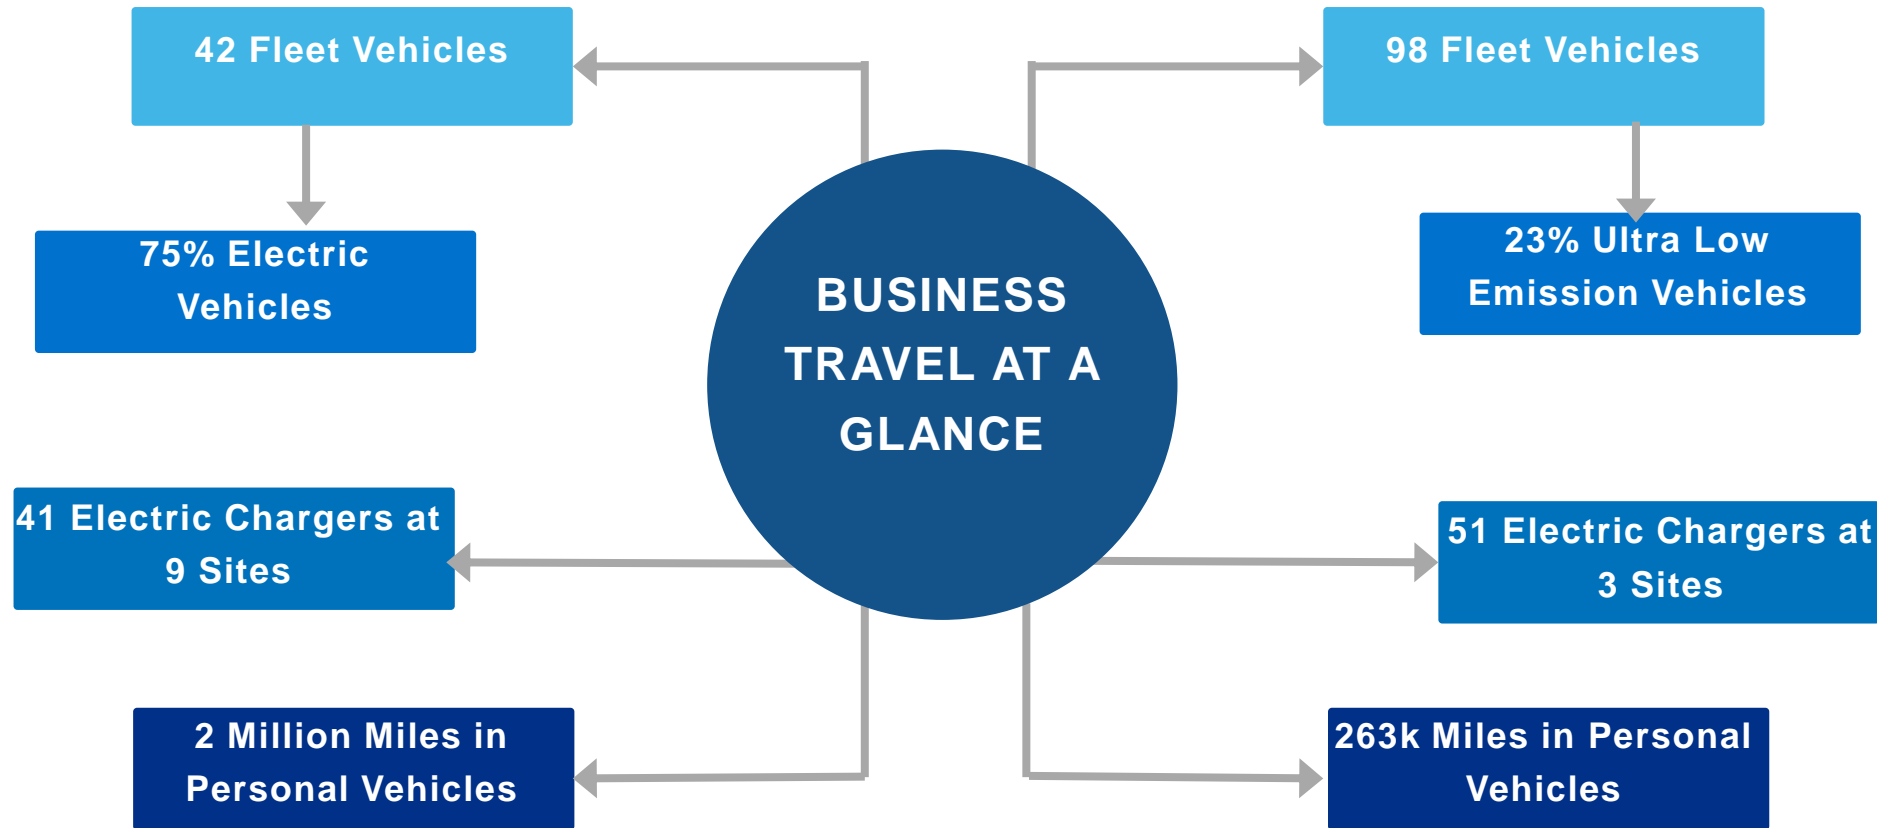 42 Fleet Vehicles
98 Fleet Vehicles
75% Electric
Vehicles
23% Ultra Low
Emission Vehicles
BUSINESS
TRAVEL AT A
GLANCE
41 Electric Chargers at
9 Sites
51 Electric Chargers at
3 Sites
2 Million Miles in
Personal Vehicles
263k Miles in Personal
Vehicles